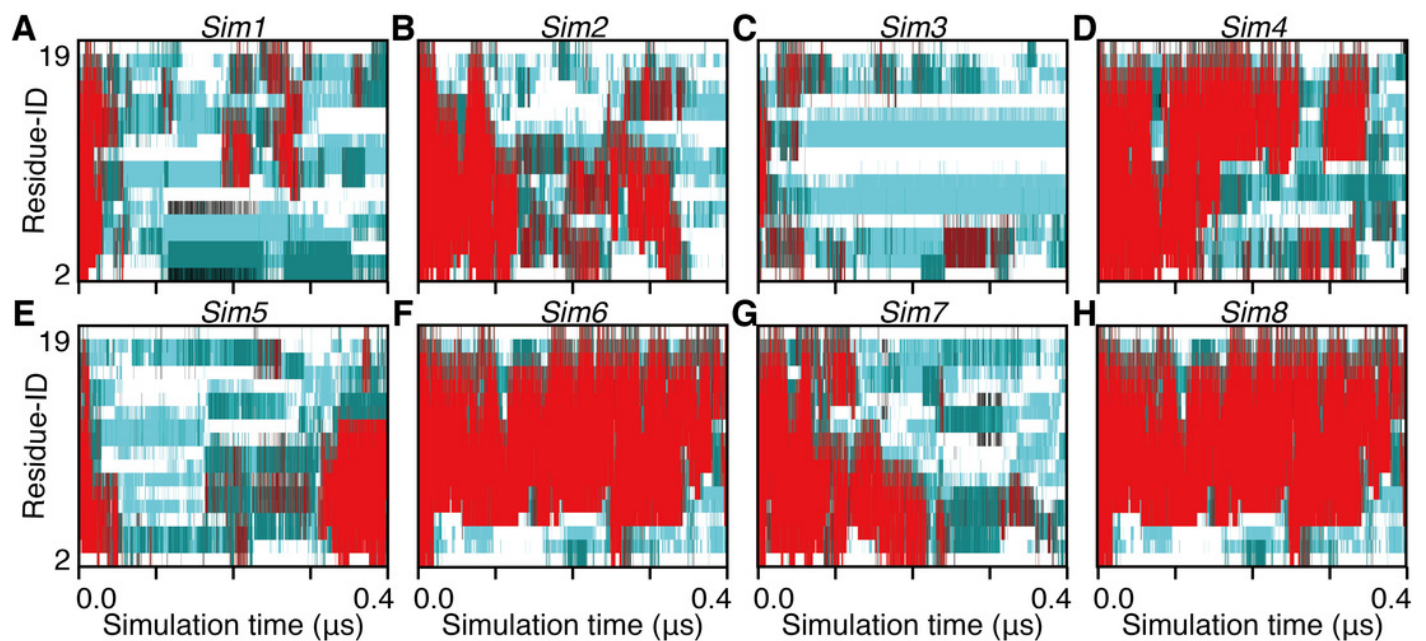 A Sim1 B Sim2 C Sim3 D Sim4
19
Residue-ID
2
E Sim5 F Sim6 G Sim7 H Sim8
19
Residue-ID
2
0.0 0.4 0.0 0.4 0.0 0.4 0.0 0.4
Simulation time (μs) Simulation time (μs) Simulation time (μs) Simulation time (μs)